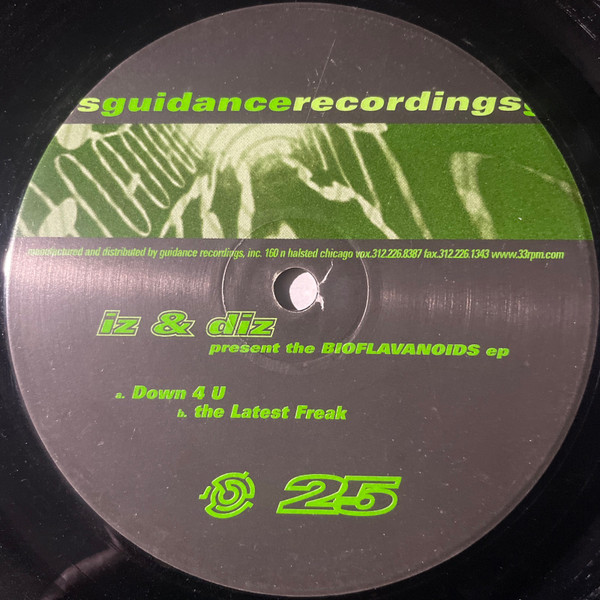 sguidancerecordingsg
manufactured and distributed by guidance recordings, inc. 160 n halsted chicago vox.312.226.8387 fax.312.226.1343 www.33rpm.com
iz & diz
present the BIOFLAVANOIDS ep
a. Down 4 U
b. the Latest Freak
25